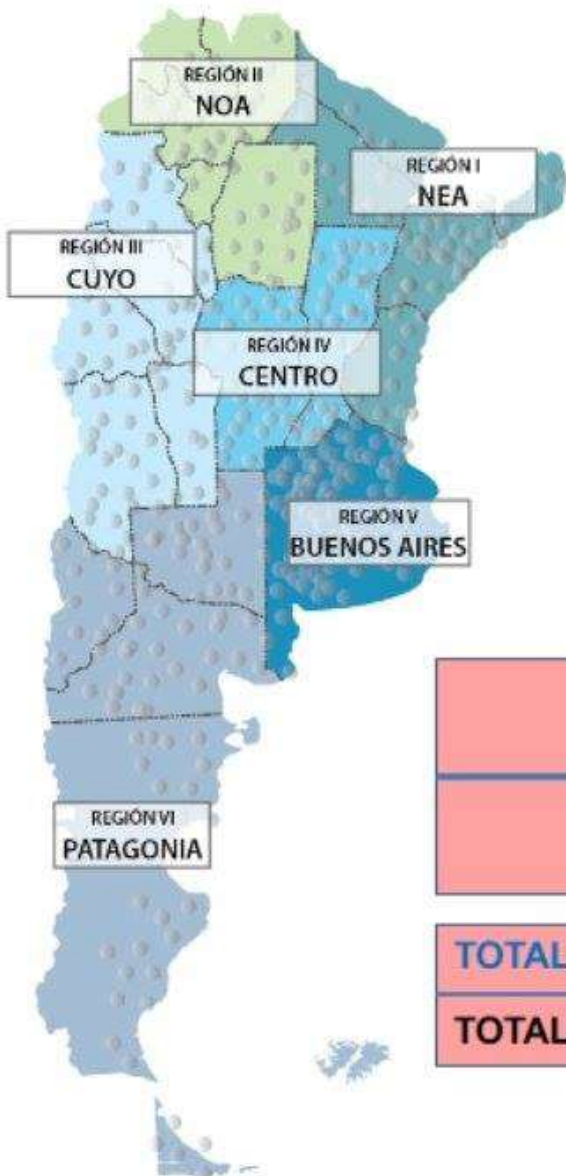 REGIÓN II
NOA
REGIÓN I
NEA
REGIÓN III
CUYO
REGIÓN IV
CENTRO
REGIÓN V
BUENOS AIRES
REGIÓN VI
PATAGONIA
TOTAL
TOTAL